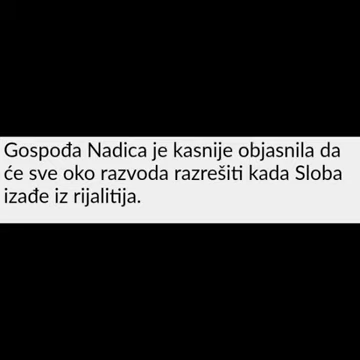 Gospođa Nadica je kasnije objasnila da
će sve oko razvoda razrešiti kada Sloba
izađe iz rijalitija.